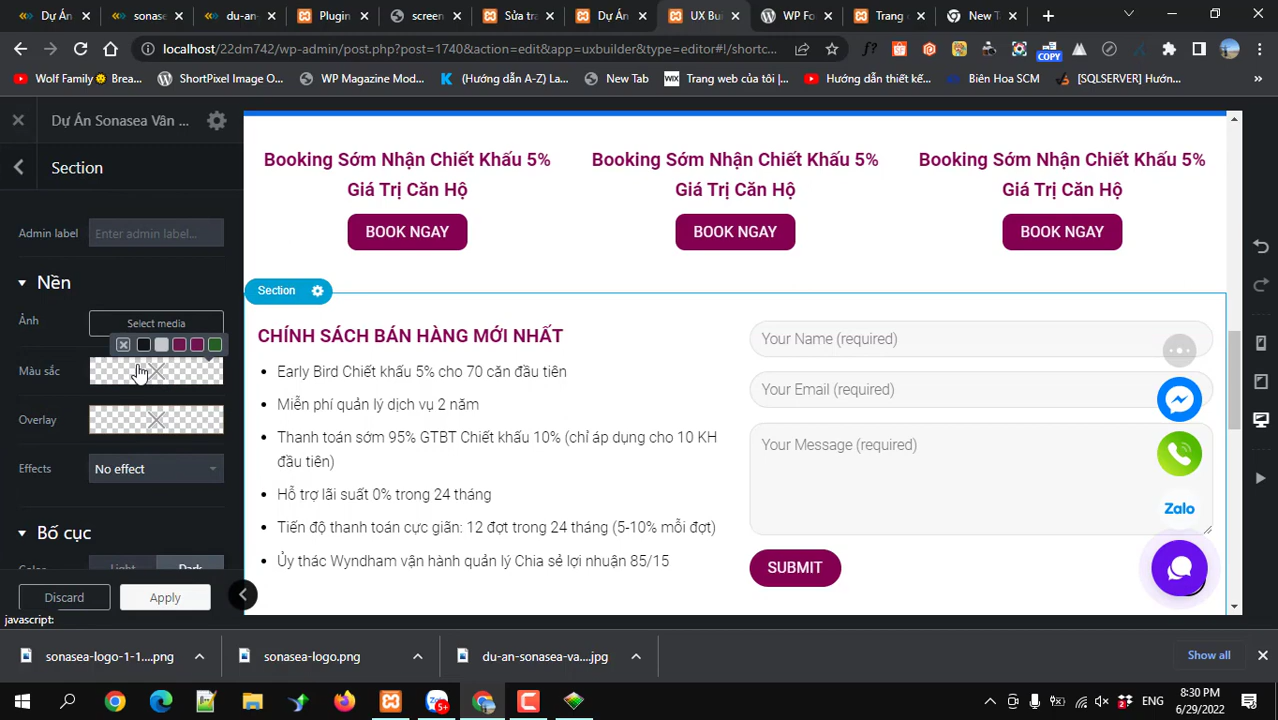 Dự Án
sonase
du-an-
Plugin
screen
Sửa tra
Dự Án
UX Bui
WP For
Trang c
New Ta
localhost/22dm742/wp-admin/post.php?post=1740&action=edit&app=uxbuilder&type=editor#!/shortc...
f?
COPY
Wolf Family😯 Brea...
ShortPixel Image O...
WP Magazine Mod...
(Hướng dẫn A-Z) La...
New Tab
WIX
Trang web của tôi |...
Hướng dẫn thiết kế...
Biên Hoa SCM
[SQLSERVER] Hướn...
Dự Án Sonasea Vân ...
Section
Admin label
Enter admin label...
Nền
Ảnh
Select media
Màu sắc
Overlay
Effects
No effect
Bố cục
Color
Light
Dark
Discard
Apply
javascript:
Booking Sớm Nhận Chiết Khấu 5%
Giá Trị Căn Hộ
BOOK NGAY
Booking Sớm Nhận Chiết Khấu 5%
Giá Trị Căn Hộ
BOOK NGAY
Booking Sớm Nhận Chiết Khấu 5%
Giá Trị Căn Hộ
BOOK NGAY
Section
CHÍNH SÁCH BÁN HÀNG MỚI NHẤT
Early Bird Chiết khấu 5% cho 70 căn đầu tiên
Miễn phí quản lý dịch vụ 2 năm
Thanh toán sớm 95% GTBT Chiết khấu 10% (chỉ áp dụng cho 10 KH
đầu tiên)
Hỗ trợ lãi suất 0% trong 24 tháng
Tiến độ thanh toán cực giãn: 12 đợt trong 24 tháng (5-10% mỗi đợt)
Ủy thác Wyndham vận hành quản lý Chia sẻ lợi nhuận 85/15
Your Name (required)
Your Email (required)
Your Message (required)
SUBMIT
Zalo
sonasea-logo-1-1....png
sonasea-logo.png
du-an-sonasea-va....jpg
Show all
5+
2
ENG
8:30 PM
6/29/2022